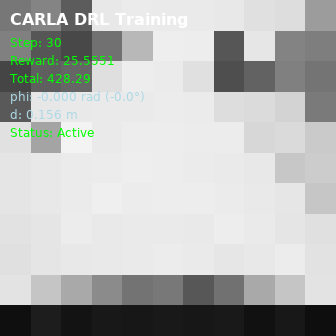 CARLA DRL Training
Step: 30
Reward: 25.5951
Total: 428.29
phi: -0.000 rad (-0.0°)
d: 0.156 m
Status: Active